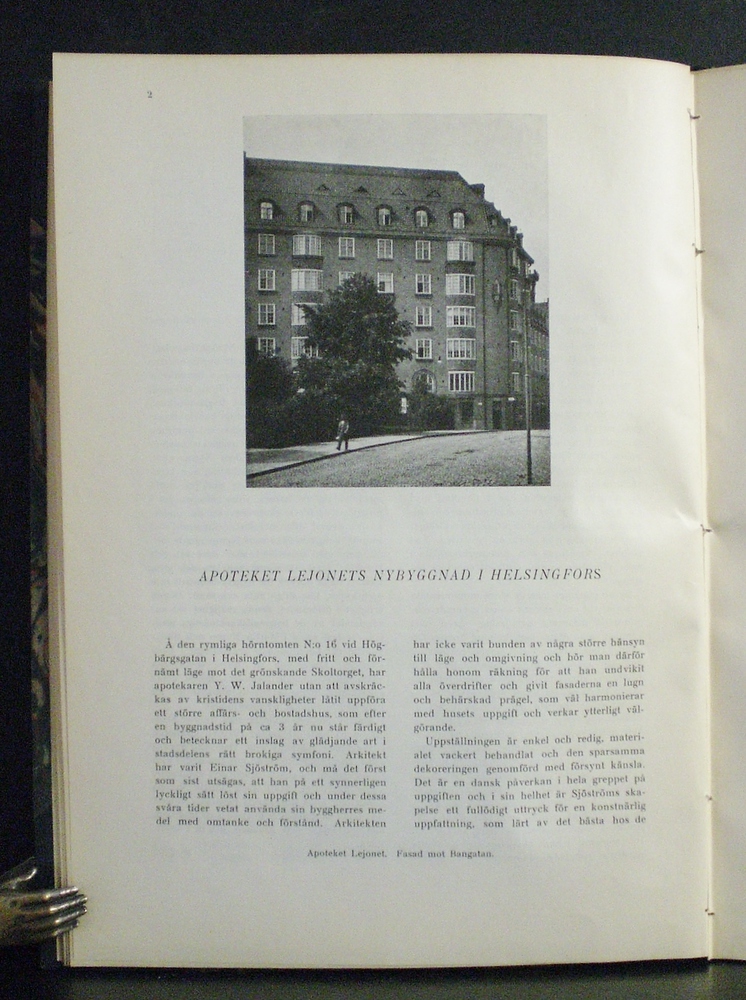 2
APOTEKET LEJONETS NYBYGGNAD I HELSINGFORS
Å den rymliga hörntomten N:o 16 vid Hög-
bärgsgatan i Helsingfors, med fritt och för-
nämt läge mot det grönskande Skoltorget, har
apotekaren Y. W. Jalander utan att avskräc-
kas av kristidens vanskligheter låtit uppföra
ett större affärs- och bostadshus, som efter
en byggnadstid på ca 3 år nu står färdigt
och betecknar ett inslag av glädjande art i
stadsdelens rätt brokiga symfoni. Arkitekt
har varit Einar Sjöström, och må det först
som sist utsägas, att han på ett synnerligen
lyckligt sätt löst sin uppgift och under dessa
svåra tider vetat använda sin byggherres me-
del med omtanke och förstånd. Arkitekten
har icke varit bunden av några större hänsyn
till läge och omgivning och bör man därför
hålla honom räkning för att han undvikit
alla överdrifter och givit fasaderna en lugn
och behärskad prägel, som väl harmonierar
med husets uppgift och verkar ytterligt väl-
görande.
Uppställningen är enkel och redig, materi-
alet vackert behandlat och den sparsamma
dekoreringen genomförd med försynt känsla.
Det är en dansk påverkan i hela greppet på
uppgiften och i sin helhet är Sjöströms ska-
pelse ett fullödigt uttryck för en konstnärlig
uppfattning, som lärt av det bästa hos de
Apoteket Lejonet. Fasad mot Bangatan.